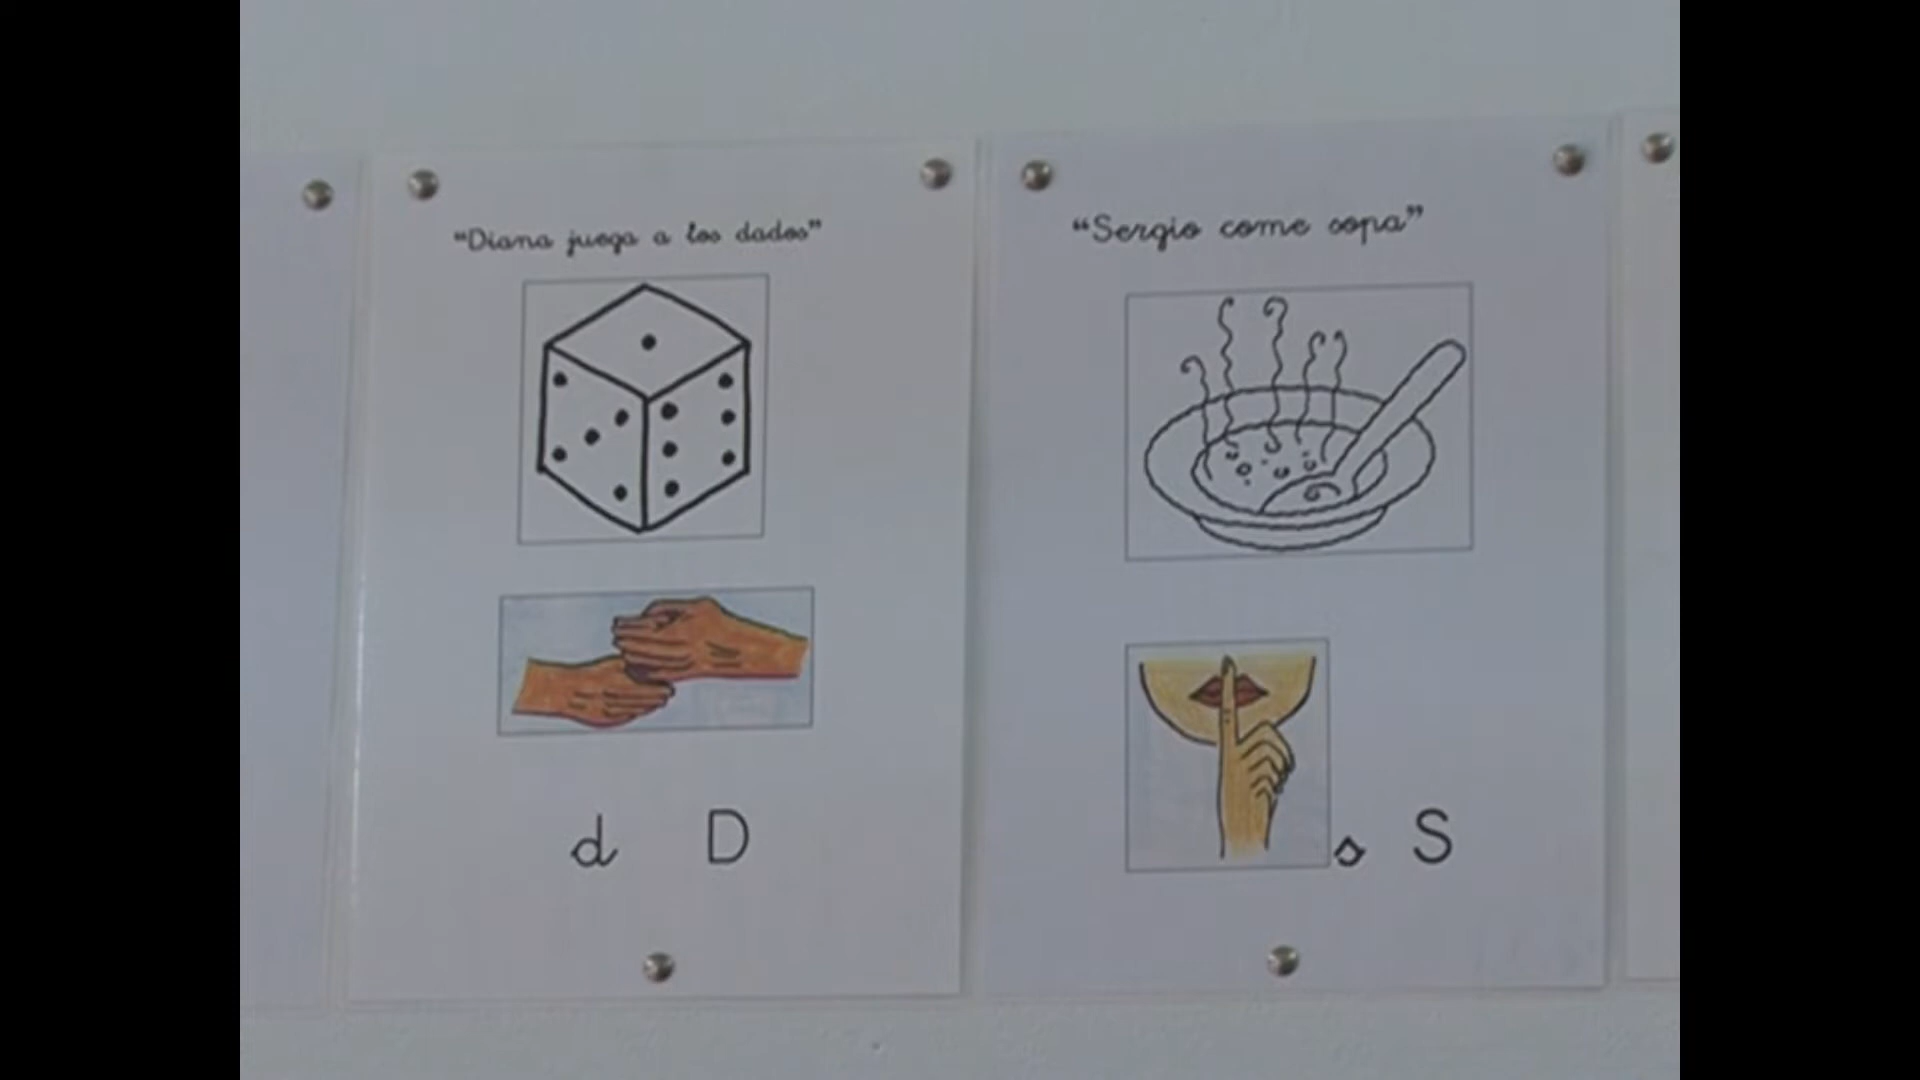 "Diana juega a los dados"
d D
"Sergio come sopa"
s S